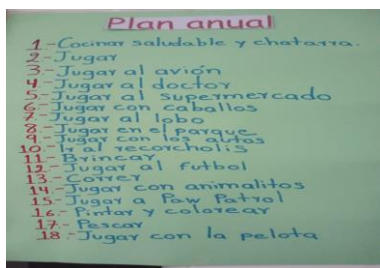 Plan anual
1-Cocinar saludable y chatarra.
2-Jugar
3-Jugar al avión
4-Jugar al doctor
5-Jugar al supermercado
6-Jugar con caballos
7-Jugar al lobo
8-Jugar en el parque
9-Jugar con los autos
10-Ir al recorcholis
11-Brincar
12-Jugar al futbol
13-Correr
14.-Jugar con animalitos
15.-Jugar a Paw Patrol
16.-Pintar y colorear
17.-Pescar
18.-Jugar con la pelota